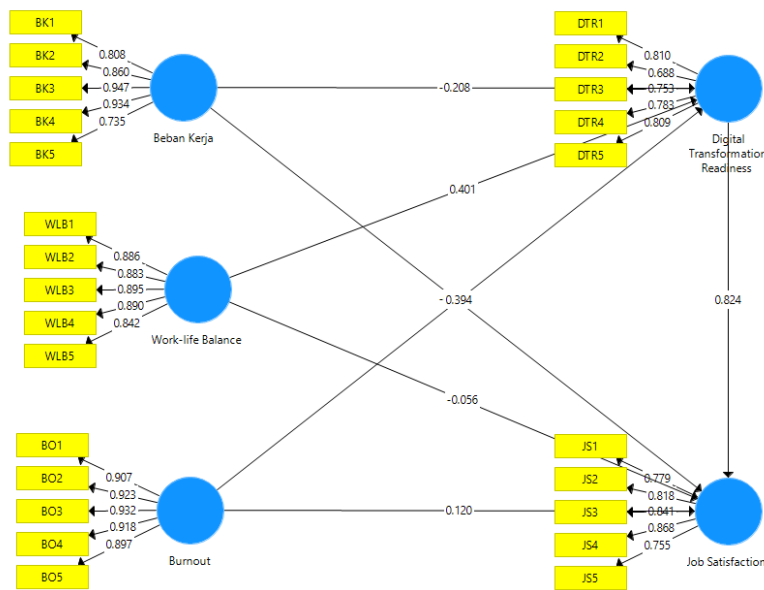 BK1
BK2
BK3
BK4
BK5
0.808
0.860
0.947
0.934
0.735
Beban Kerja
-0.208
DTR1
DTR2
DTR3
DTR4
DTR5
0.810
0.688
0.753
0.783
0.809
Digital
Transformation
Readiness
WLB1
WLB2
WLB3
WLB4
WLB5
0.886
0.883
0.895
0.890
0.842
Work-life Balance
0.401
-0.394
0.824
-0.056
BO1
BO2
BO3
BO4
BO5
0.907
0.923
0.932
0.918
0.897
Burnout
0.120
JS1
JS2
JS3
JS4
JS5
0.779
0.818
0.841
0.868
0.755
Job Satisfaction